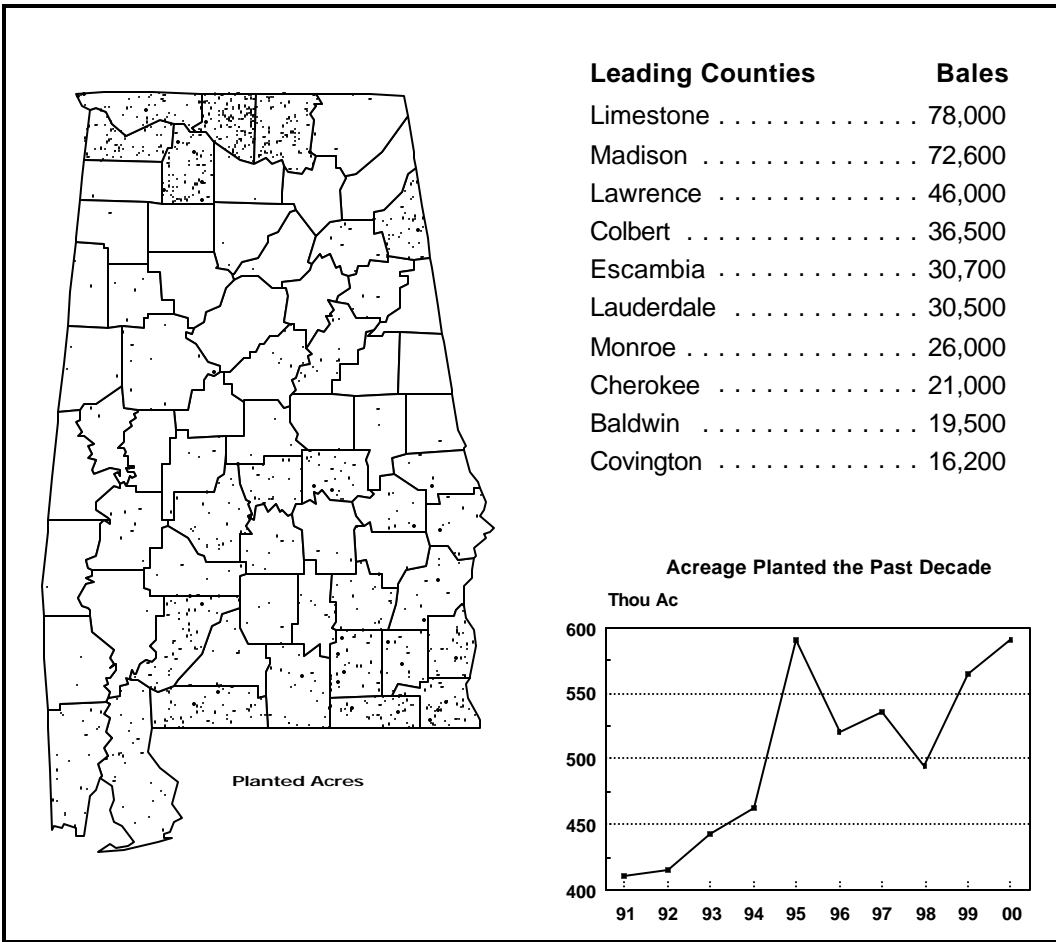 Leading Counties Bales
Limestone . . . . . . . . . . . . . 78,000
Madison . . . . . . . . . . . . . . 72,600
Lawrence . . . . . . . . . . . . . 46,000
Colbert . . . . . . . . . . . . . . . 36,500
Escambia . . . . . . . . . . . . . 30,700
Lauderdale . . . . . . . . . . . . 30,500
Monroe . . . . . . . . . . . . . . . 26,000
Cherokee . . . . . . . . . . . . . 21,000
Baldwin . . . . . . . . . . . . . . 19,500
Covington . . . . . . . . . . . . . 16,200
Planted Acres
Acreage Planted the Past Decade
Thou Ac
600
550
500
450
400
91 92 93 94 95 96 97 98 99 00